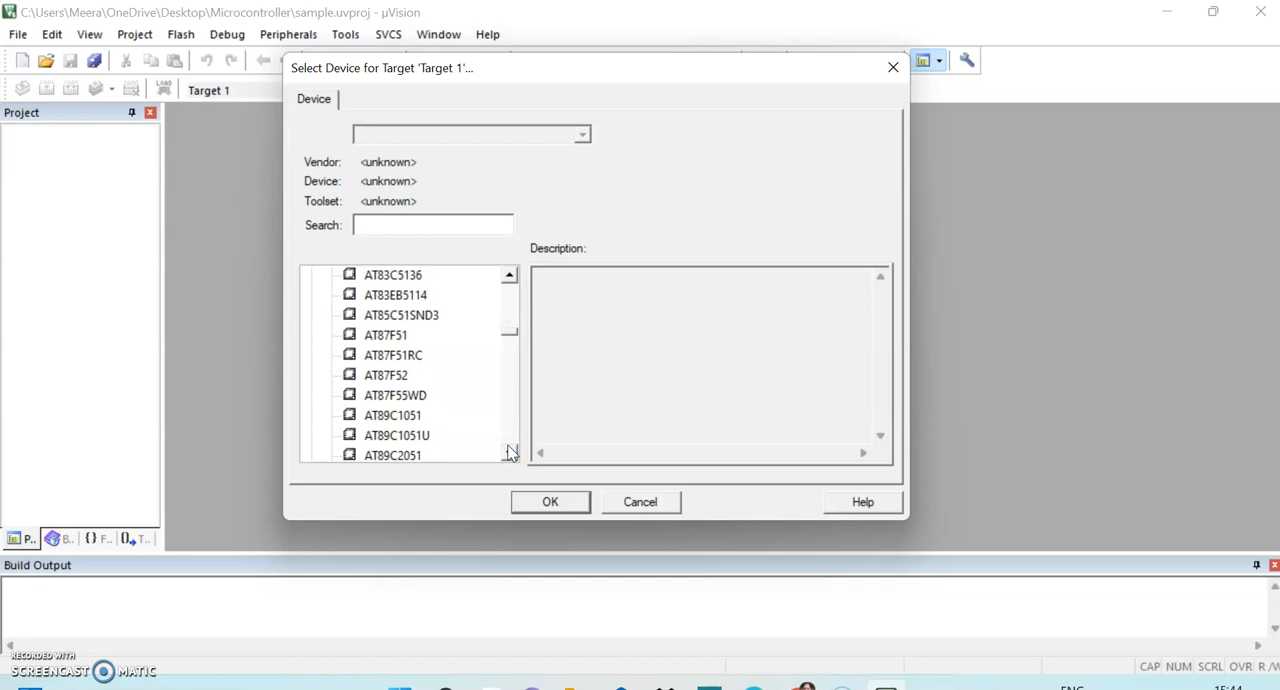 C:\Users\Meera\OneDrive\Desktop\Microcontroller\sample.uvproj - µVision
File Edit View Project Flash Debug Peripherals Tools SVCS Window Help
Select Device for Target 'Target 1'...
LOAD
Target 1
Device
Project
Vendor: <unknown>
Device: <unknown>
Toolset: <unknown>
Search:
Description:
AT83C5136
AT83EB5114
AT85C51SND3
AT87F51
AT87F51RC
AT87F52
AT87F55WD
AT89C1051
AT89C1051U
AT89C2051
OK Cancel Help
P.. B.. {} F.. T..
Build Output
RECORDED WITH
SCREENCAST MATIC
CAP NUM SCRL OVR R/W
ENG
15:44